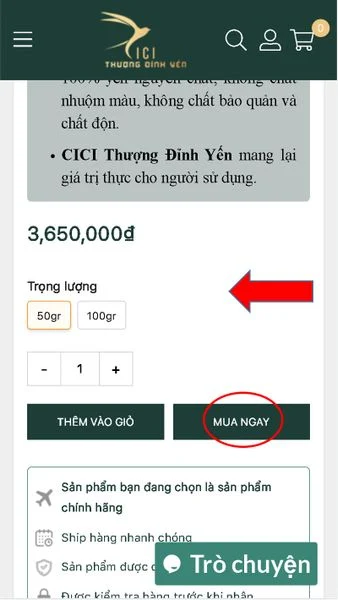 0
CICI
THƯỢNG ĐỈNH YẾN
100% yến nguyên chất, không chất
nhuộm màu, không chất bảo quản và
chất độn.
• CICI Thượng Đỉnh Yến mang lại
giá trị thực cho người sử dụng.
3,650,000₫
Trọng lượng
50gr 100gr
- 1 +
THÊM VÀO GIỎ MUA NGAY
Sản phẩm bạn đang chọn là sản phẩm
chính hãng
Ship hàng nhanh chóng
Sản phẩm được
Trò chuyện
Được kiểm tra hàng trước khi nhận